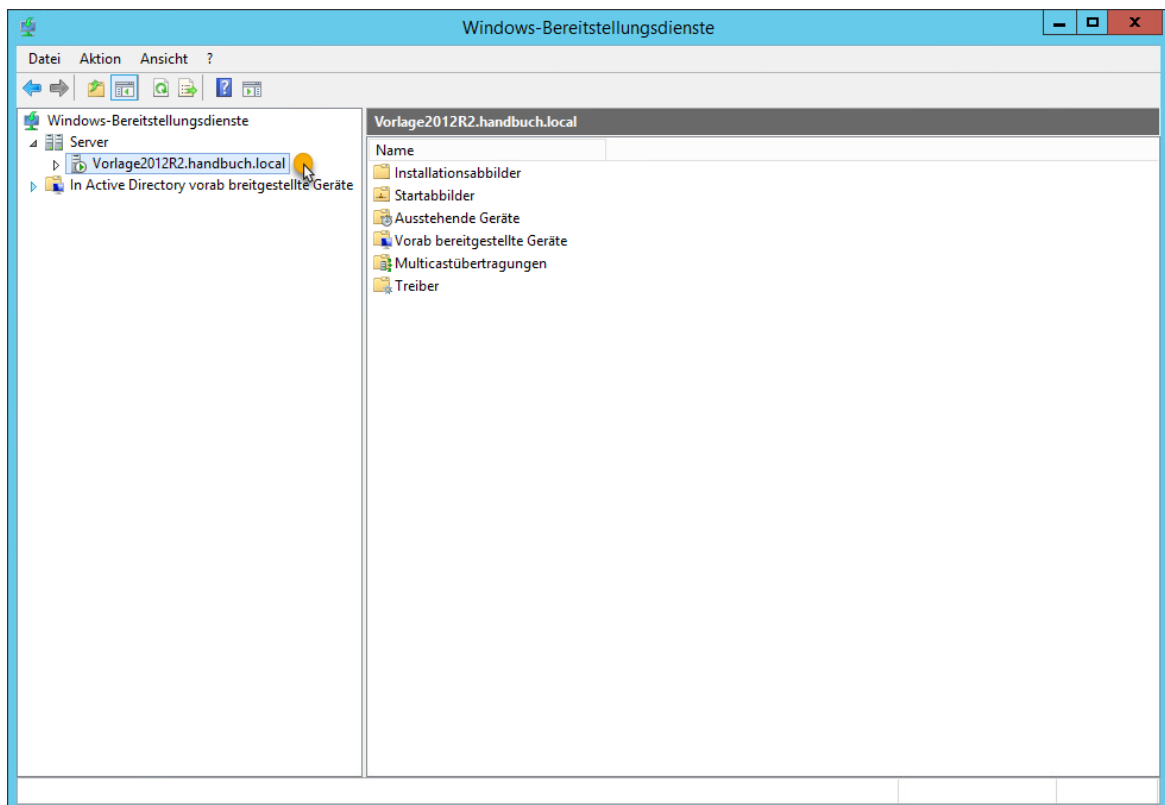 Windows-Bereitstellungsdienste
Datei Aktion Ansicht ?
Windows-Bereitstellungsdienste
Server
Vorlage2012R2.handbuch.local
In Active Directory vorab breitgestellte Geräte
Vorlage2012R2.handbuch.local
Name
Installationsabbilder
Startabbilder
Ausstehende Geräte
Vorab bereitgestellte Geräte
Multicastübertragungen
Treiber